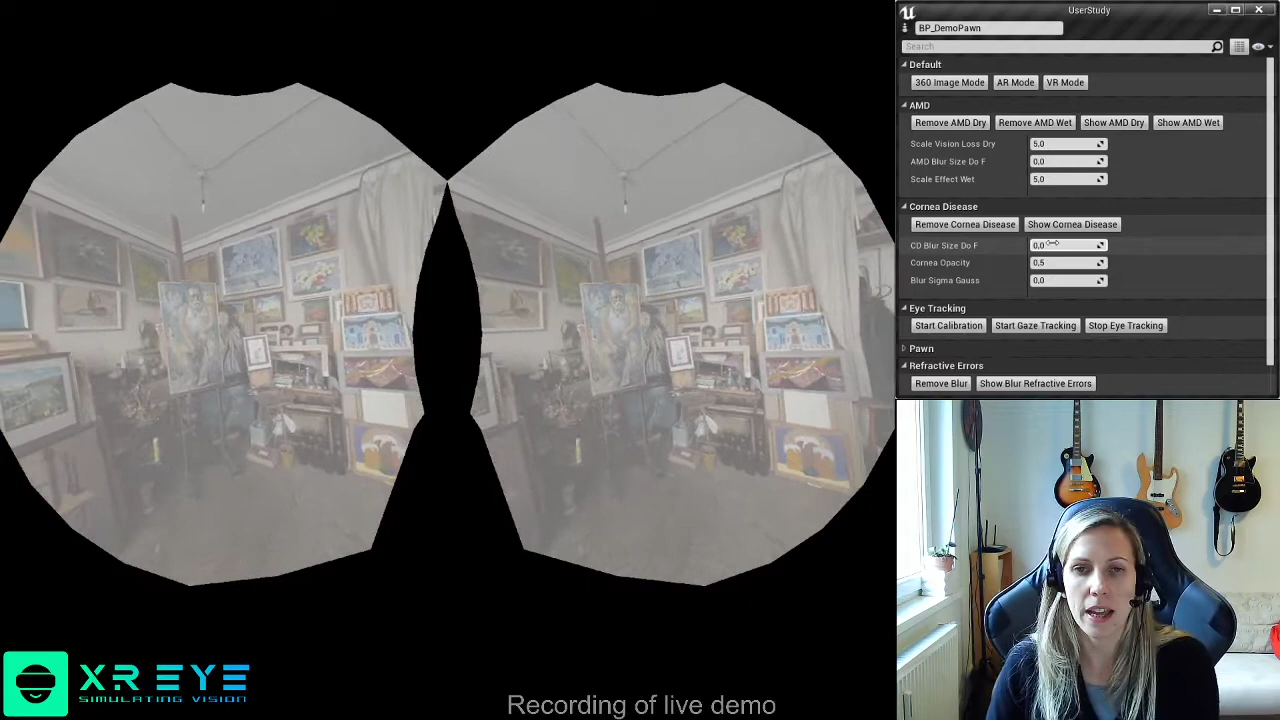 UserStudy
BP_DemoPawn
Search
Default
360 Image Mode AR Mode VR Mode
AMD
Remove AMD Dry Remove AMD Wet Show AMD Dry Show AMD Wet
Scale Vision Loss Dry 5,0
AMD Blur Size Do F 0,0
Scale Effect Wet 5,0
Cornea Disease
Remove Cornea Disease Show Cornea Disease
CD Blur Size Do F 0,0
Cornea Opacity 0,5
Blur Sigma Gauss 0,0
Eye Tracking
Start Calibration Start Gaze Tracking Stop Eye Tracking
Pawn
Refractive Errors
Remove Blur Show Blur Refractive Errors
XR EYE
SIMULATING VISION
Recording of live demo